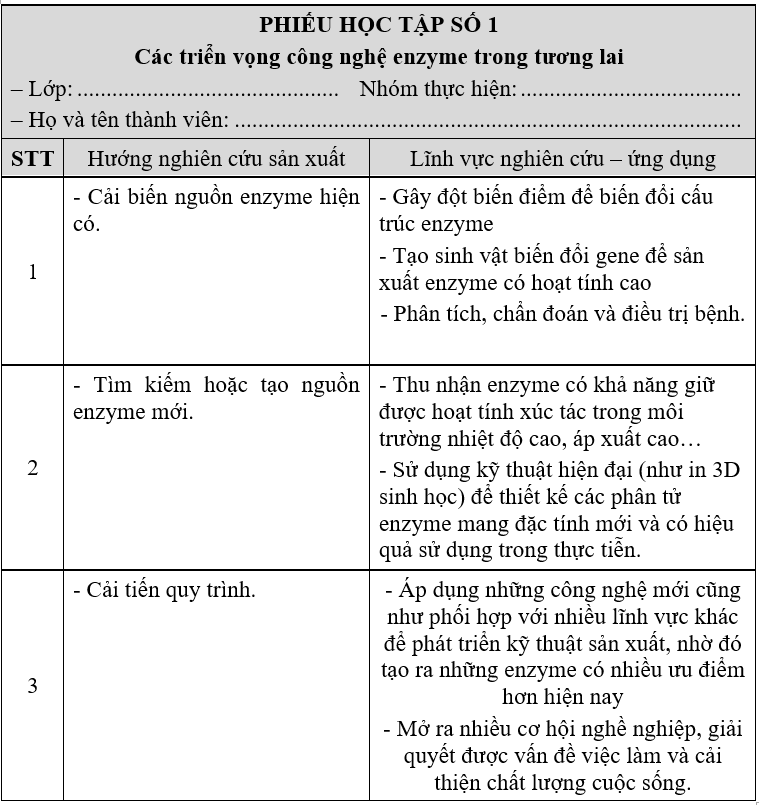 PHIẾU HỌC TẬP SỐ 1
Các triển vọng công nghệ enzyme trong tương lai
– Lớp: ............................................. Nhóm thực hiện: ......................................
– Họ và tên thành viên: .......................................................................................
STT
Hướng nghiên cứu sản xuất
Lĩnh vực nghiên cứu – ứng dụng
1
- Cải biến nguồn enzyme hiện
có.
- Gây đột biến điểm để biến đổi cấu
trúc enzyme
- Tạo sinh vật biến đổi gene để sản
xuất enzyme có hoạt tính cao
- Phân tích, chẩn đoán và điều trị bệnh.
2
- Tìm kiếm hoặc tạo nguồn
enzyme mới.
- Thu nhận enzyme có khả năng giữ
được hoạt tính xúc tác trong môi
trường nhiệt độ cao, áp xuất cao…
- Sử dụng kỹ thuật hiện đại (như in 3D
sinh học) để thiết kế các phân tử
enzyme mang đặc tính mới và có hiệu
quả sử dụng trong thực tiễn.
3
- Cải tiến quy trình.
- Áp dụng những công nghệ mới cũng
như phối hợp với nhiều lĩnh vực khác
để phát triển kỹ thuật sản xuất, nhờ đó
tạo ra những enzyme có nhiều ưu điểm
hơn hiện nay
- Mở ra nhiều cơ hội nghề nghiệp, giải
quyết được vấn đề việc làm và cải
thiện chất lượng cuộc sống.